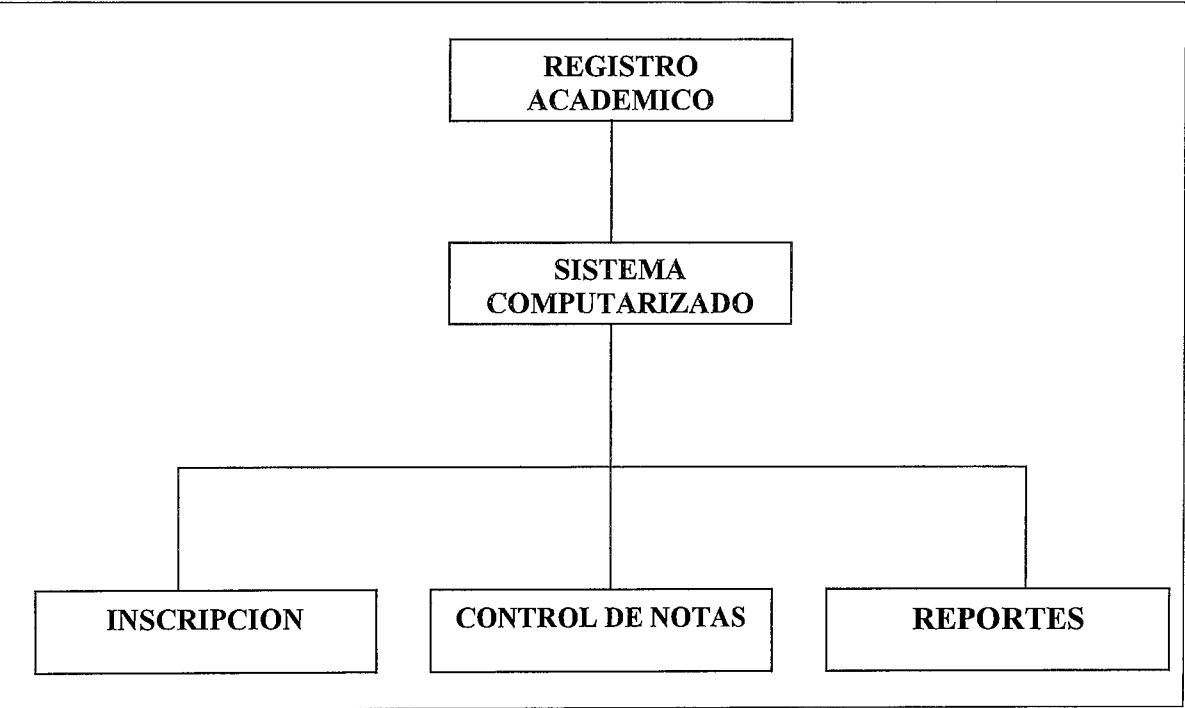 REGISTRO
ACADEMICO
SISTEMA
COMPUTARIZADO
INSCRIPCION
CONTROL DE NOTAS
REPORTES